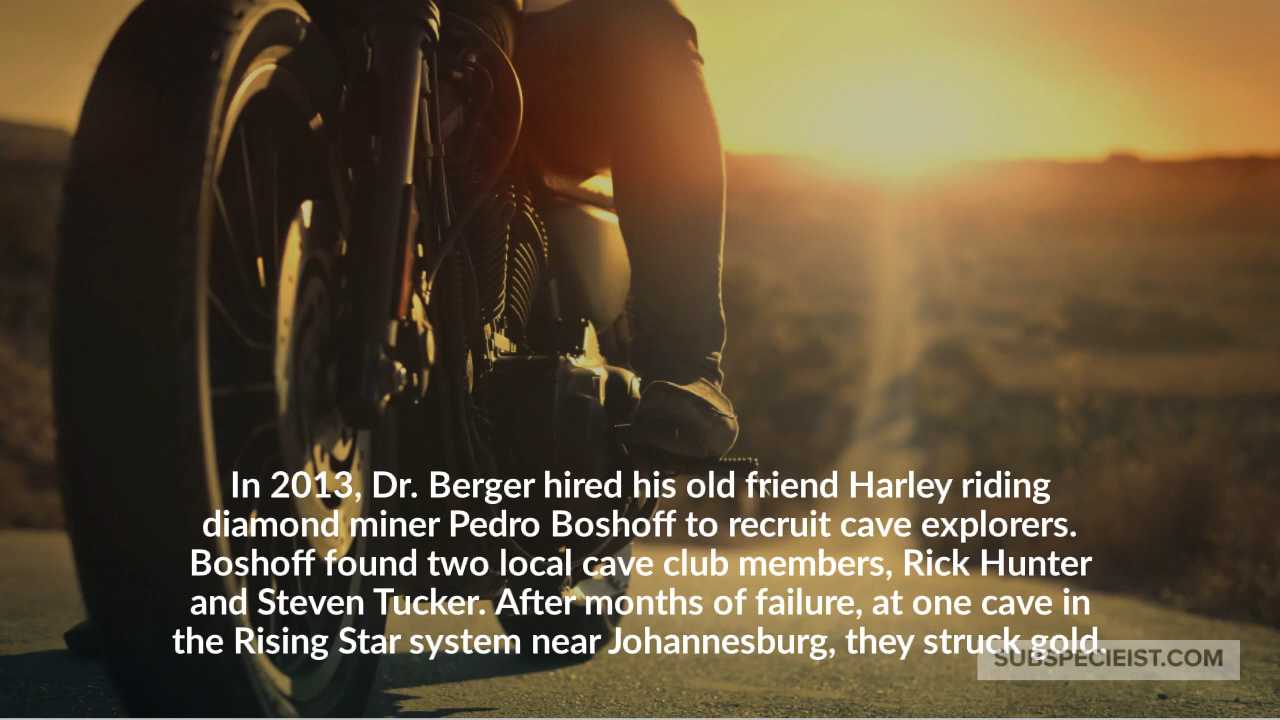 In 2013, Dr. Berger hired his old friend Harley riding
diamond miner Pedro Boshoff to recruit cave explorers.
Boshoff found two local cave club members, Rick Hunter
and Steven Tucker. After months of failure, at one cave in
the Rising Star system near Johannesburg, they struck gold.
SUBSPECIEIST.COM